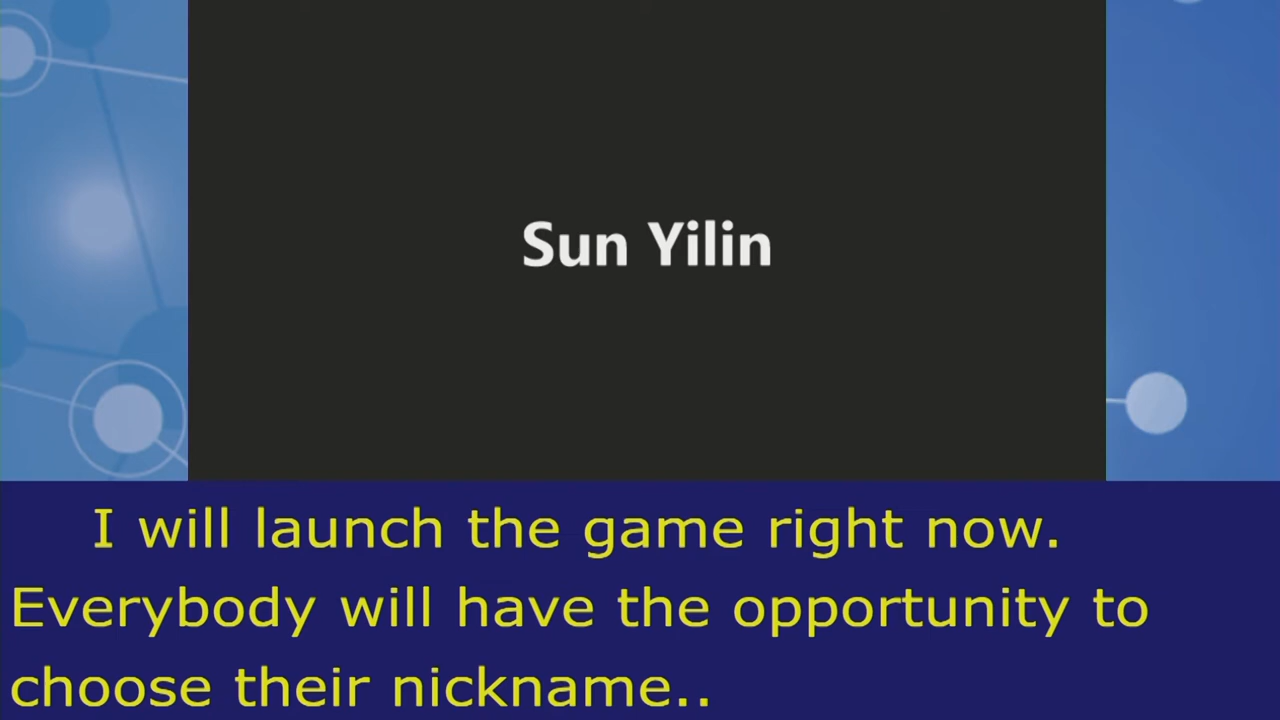 Sun Yilin
I will launch the game right now.
Everybody will have the opportunity to
choose their nickname..